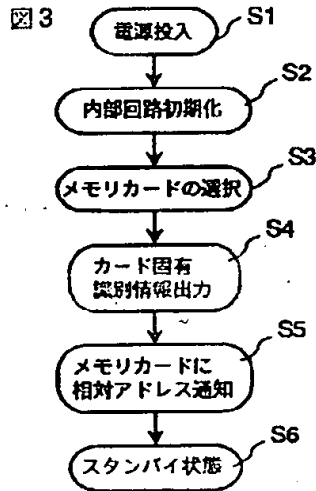 図3
電源投入 S1
内部回路初期化 S2
メモリカードの選択 S3
カード固有 S4
識別情報出力
メモリカードに S5
相対アドレス通知
スタンバイ状態 S6